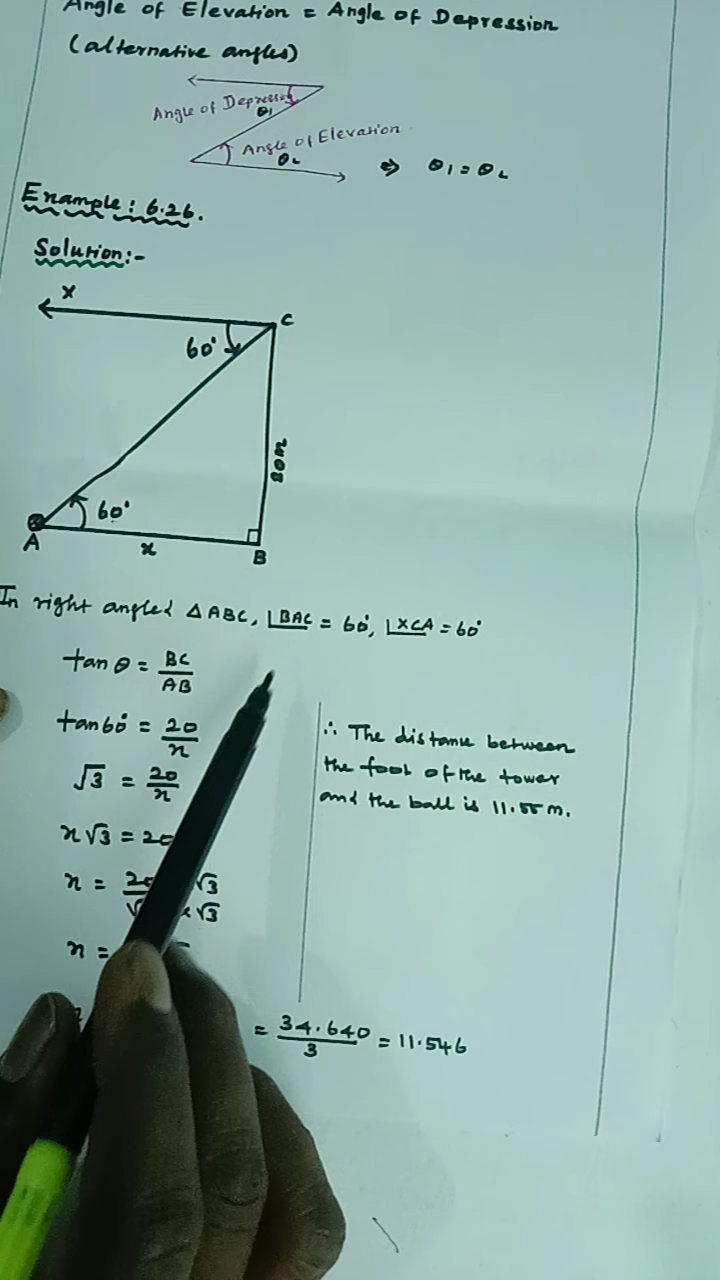 Angle of Elevation = Angle of Depression
(alternative angles)
Angle of Depression
θ1
Angle of Elevation
θ2
⇒ θ1 = θ2
Example: 6.26.
Solution:-
X
C
60°
20m
60°
A
x
B
In right angled △ABC, ∠BAC = 60°, ∠XCA = 60°
tan θ = BC/AB
tan60° = 20/x
√3 = 20/x
x√3 = 20
x =
√3
× √3
x =
= 34.640/3 = 11.546
∴ The distance between
the foot of the tower
and the ball is 11.55 m.